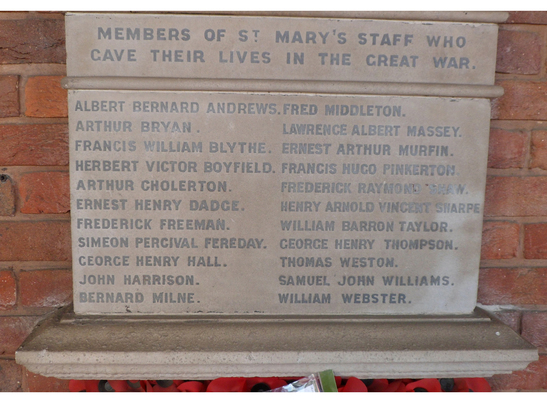 MEMBERS OF ST MARY'S STAFF WHO
GAVE THEIR LIVES IN THE GREAT WAR.
ALBERT BERNARD ANDREWS.
ARTHUR BRYAN.
FRANCIS WILLIAM BLYTHE.
HERBERT VICTOR BOYFIELD.
ARTHUR CHOLERTON.
ERNEST HENRY DADGE.
FREDERICK FREEMAN.
SIMEON PERCIVAL FEREDAY.
GEORGE HENRY HALL.
JOHN HARRISON.
BERNARD MILNE.
FRED MIDDLETON.
LAWRENCE ALBERT MASSEY.
ERNEST ARTHUR MURFIN.
FRANCIS HUGO PINKERTON.
FREDERICK RAYMOND
HENRY ARNOLD VINCENT SHARPE
WILLIAM BARRON TAYLOR.
GEORGE HENRY THOMPSON.
THOMAS WESTON.
SAMUEL JOHN WILLIAMS.
WILLIAM WEBSTER.